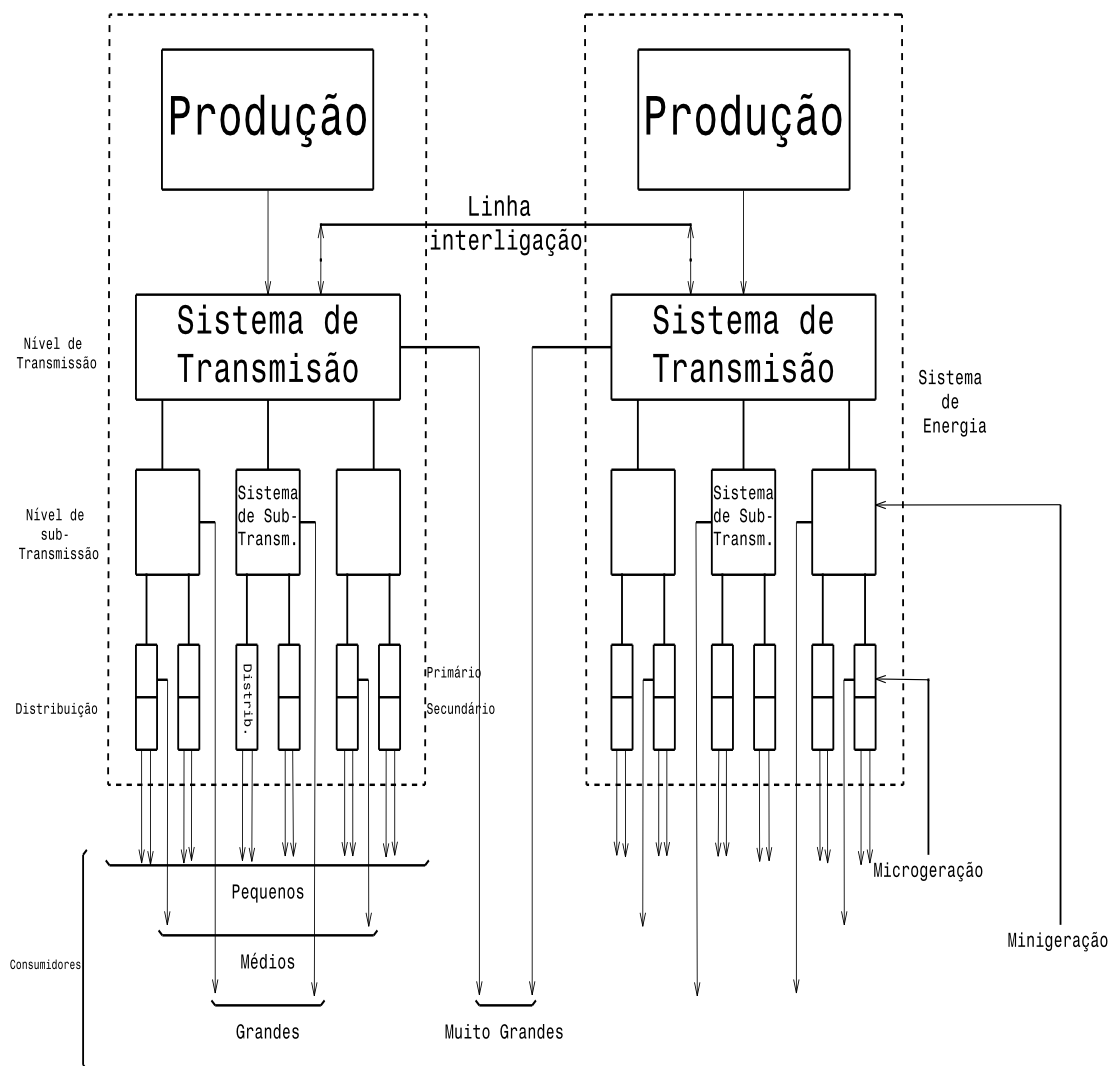 Produção
Produção
Linha
interligação
Sistema de
Transmisão
Sistema de
Transmisão
Nível de
Transmissão
Sistema
de
Energia
Nível de
sub-
Transmissão
Sistema
de Sub-
Transm.
Sistema
de Sub-
Transm.
Distribuição
Distrib.
Primário
Secundário
Microgeração
Minigeração
Consumidores
Pequenos
Médios
Grandes
Muito Grandes